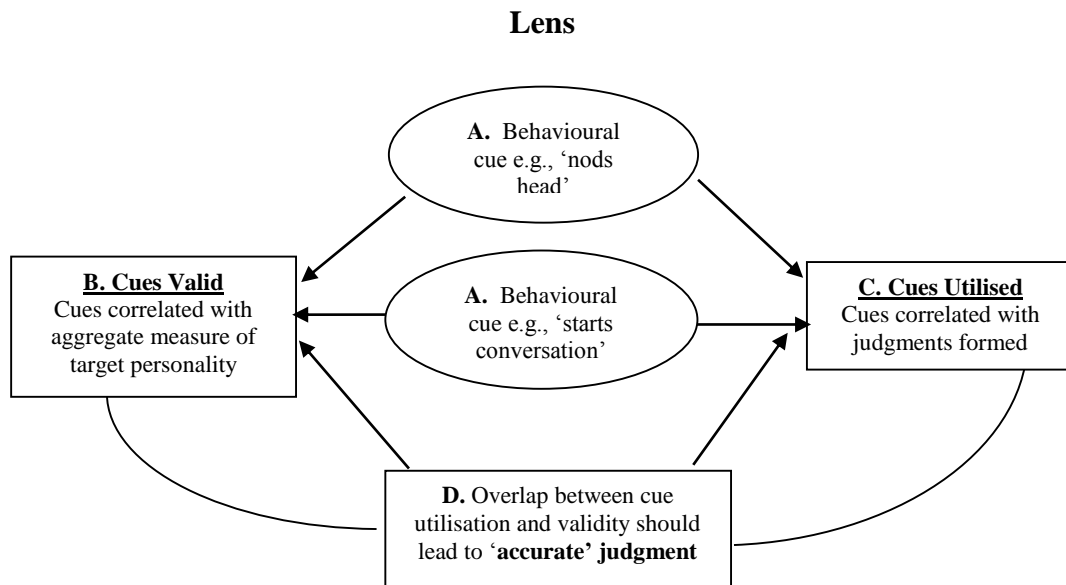 Lens
A. Behavioural
cue e.g., ‘nods
head’
B. Cues Valid
Cues correlated with
aggregate measure of
target personality
A. Behavioural
cue e.g., ‘starts
conversation’
C. Cues Utilised
Cues correlated with
judgments formed
D. Overlap between cue
utilisation and validity should
lead to ‘accurate’ judgment